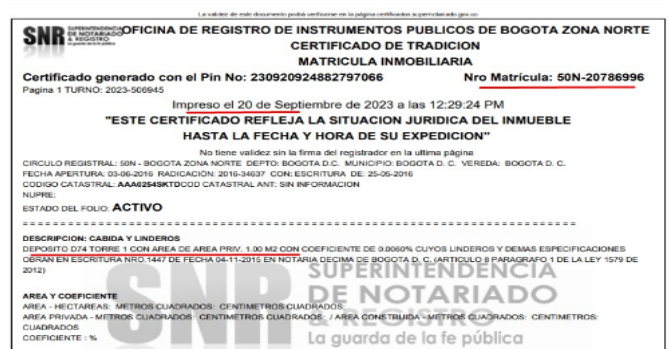 La validez de este documento podrá verificarse en la página certificados.supernotariado.gov.co
SNR SUPERINTENDENCIA DE NOTARIADO & REGISTRO La guarda de la fe pública
OFICINA DE REGISTRO DE INSTRUMENTOS PUBLICOS DE BOGOTA ZONA NORTE
CERTIFICADO DE TRADICION
MATRICULA INMOBILIARIA
Certificado generado con el Pin No: 230920924882797066 Nro Matrícula: 50N-20786996
Pagina 1 TURNO: 2023-506945
Impreso el 20 de Septiembre de 2023 a las 12:29:24 PM
"ESTE CERTIFICADO REFLEJA LA SITUACION JURIDICA DEL INMUEBLE
HASTA LA FECHA Y HORA DE SU EXPEDICION"
No tiene validez sin la firma del registrador en la ultima página
CIRCULO REGISTRAL: 50N - BOGOTA ZONA NORTE DEPTO: BOGOTA D.C. MUNICIPIO: BOGOTA D. C. VEREDA: BOGOTA D. C.
FECHA APERTURA: 03-06-2016 RADICACIÓN: 2016-34637 CON: ESCRITURA DE: 25-05-2016
CODIGO CATASTRAL: AAA0254SKTDCOD CATASTRAL ANT: SIN INFORMACION
NUPRE:
ESTADO DEL FOLIO: ACTIVO
DESCRIPCION: CABIDA Y LINDEROS
DEPOSITO D74 TORRE 1 CON AREA DE AREA PRIV. 1.00 M2 CON COEFICIENTE DE 0.0060% CUYOS LINDEROS Y DEMAS ESPECIFICACIONES
OBRAN EN ESCRITURA NRO.1447 DE FECHA 04-11-2015 EN NOTARIA DECIMA DE BOGOTA D. C. (ARTICULO 8 PARAGRAFO 1 DE LA LEY 1579 DE
2012)
SNR SUPERINTENDENCIA
DE NOTARIADO
& REGISTRO
La guarda de la fe pública
AREA Y COEFICIENTE
AREA - HECTAREAS: METROS CUADRADOS: CENTIMETROS CUADRADOS:
AREA PRIVADA - METROS CUADRADOS: CENTIMETROS CUADRADOS: / AREA CONSTRUIDA - METROS CUADRADOS: CENTIMETROS:
CUADRADOS
COEFICIENTE : %